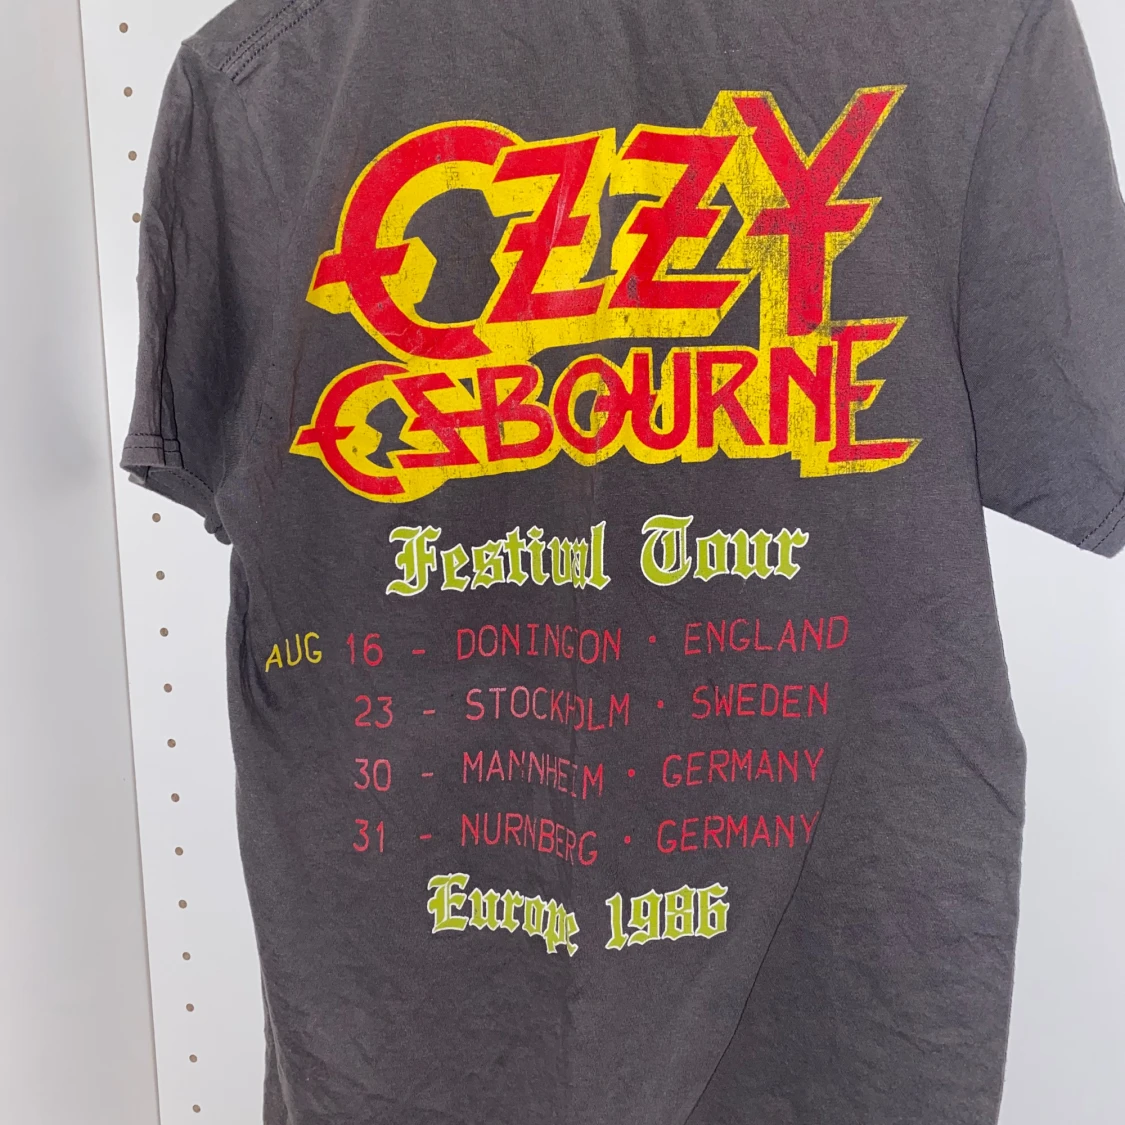 OZZY
OSBOURNE
Festival Tour
AUG 16 - DONINGTON · ENGLAND
23 - STOCKHOLM · SWEDEN
30 - MANNHEIM · GERMANY
31 - NURNBERG · GERMANY
Europe 1986